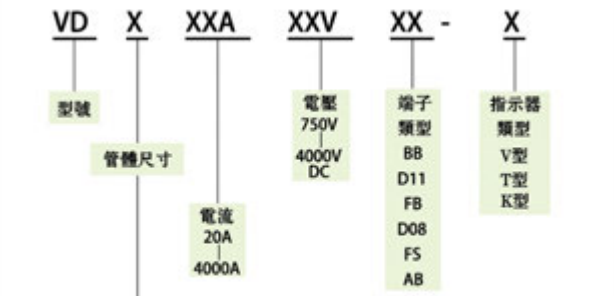 VD X XXA XXV XX - X
型號
管體尺寸
電流
20A
|
4000A
電壓
750V
|
4000V
DC
端子
類型
BB
D11
FB
D08
FS
AB
指示器
類型
V型
T型
K型